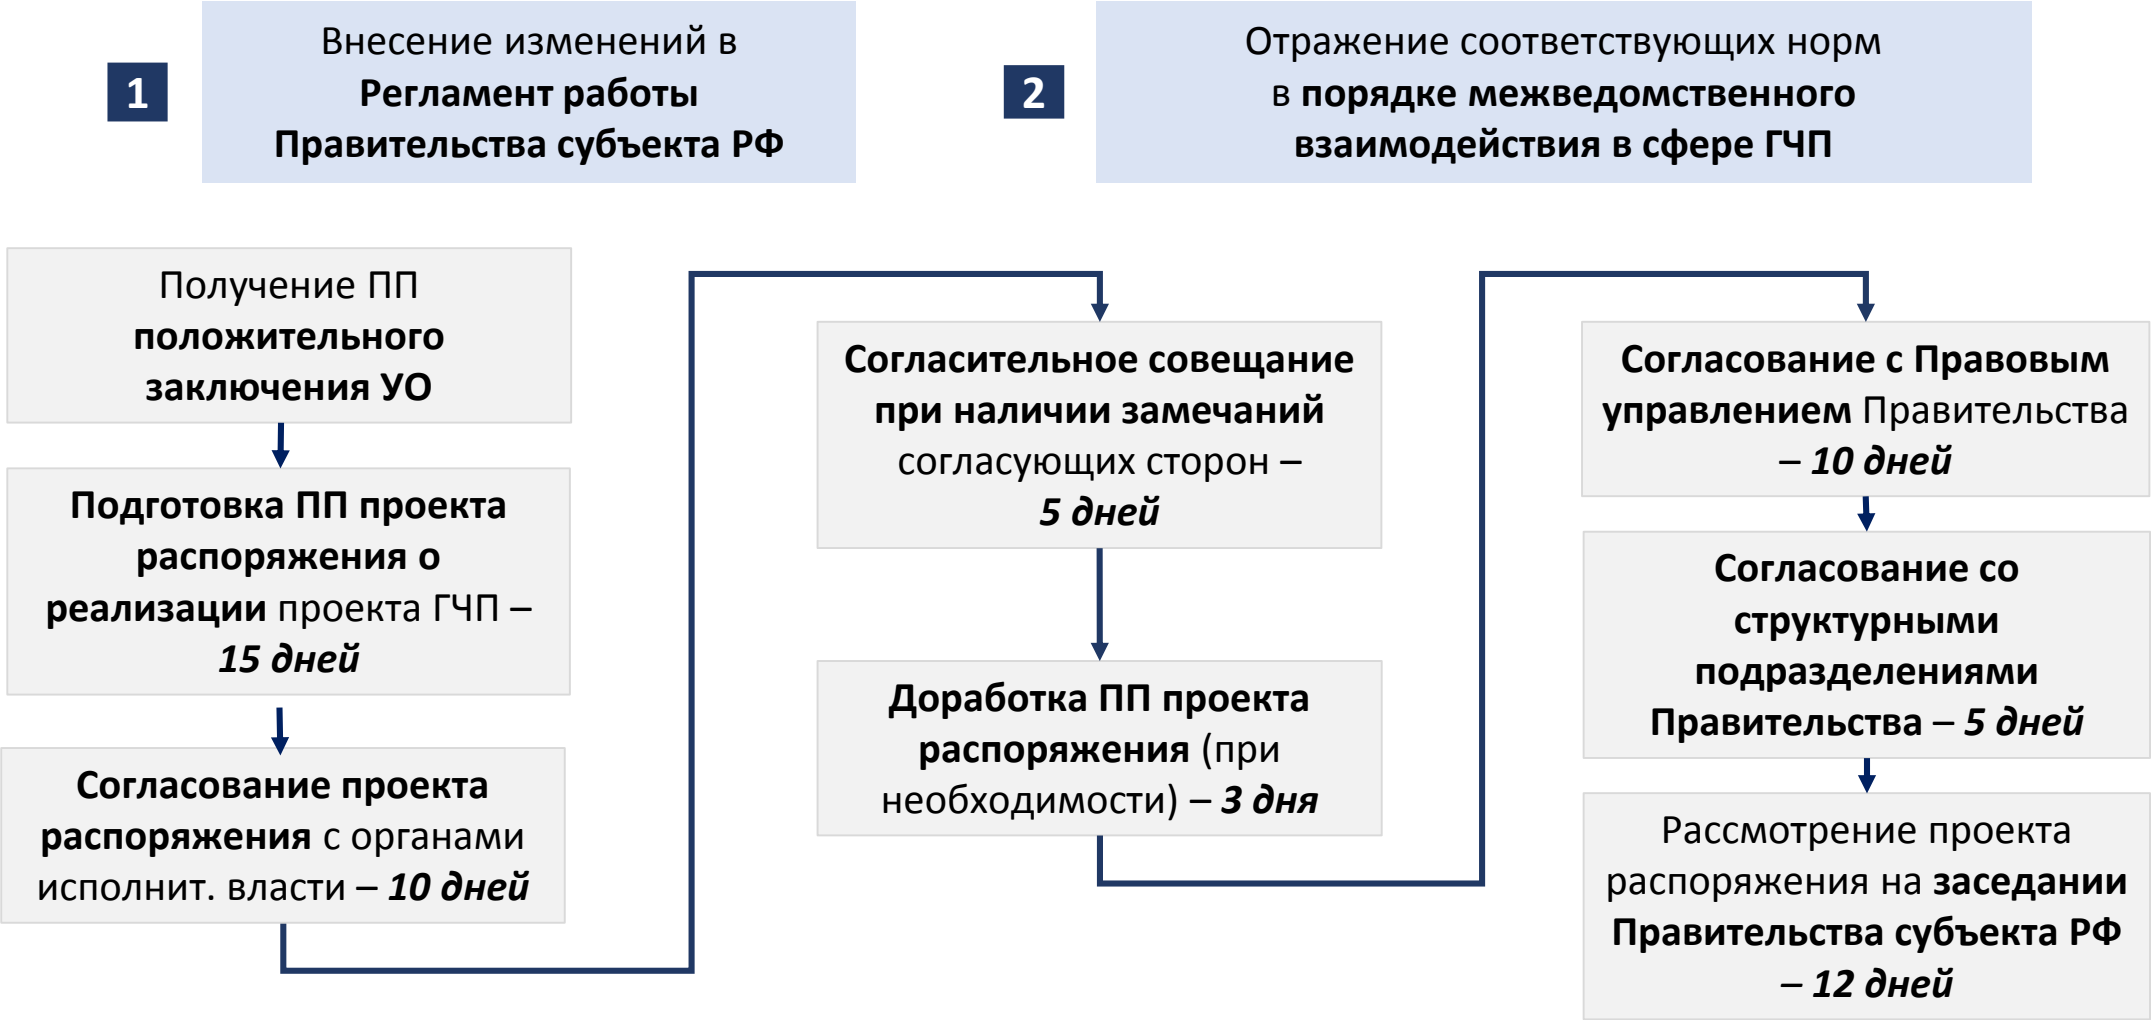 1
Внесение изменений в
Регламент работы
Правительства субъекта РФ
2
Отражение соответствующих норм
в порядке межведомственного
взаимодействия в сфере ГЧП
Получение ПП
положительного
заключения УО
Подготовка ПП проекта
распоряжения о
реализации проекта ГЧП –
15 дней
Согласование проекта
распоряжения с органами
исполнит. власти – 10 дней
Согласительное совещание
при наличии замечаний
согласующих сторон –
5 дней
Доработка ПП проекта
распоряжения (при
необходимости) – 3 дня
Согласование с Правовым
управлением Правительства
– 10 дней
Согласование со
структурными
подразделениями
Правительства – 5 дней
Рассмотрение проекта
распоряжения на заседании
Правительства субъекта РФ
– 12 дней